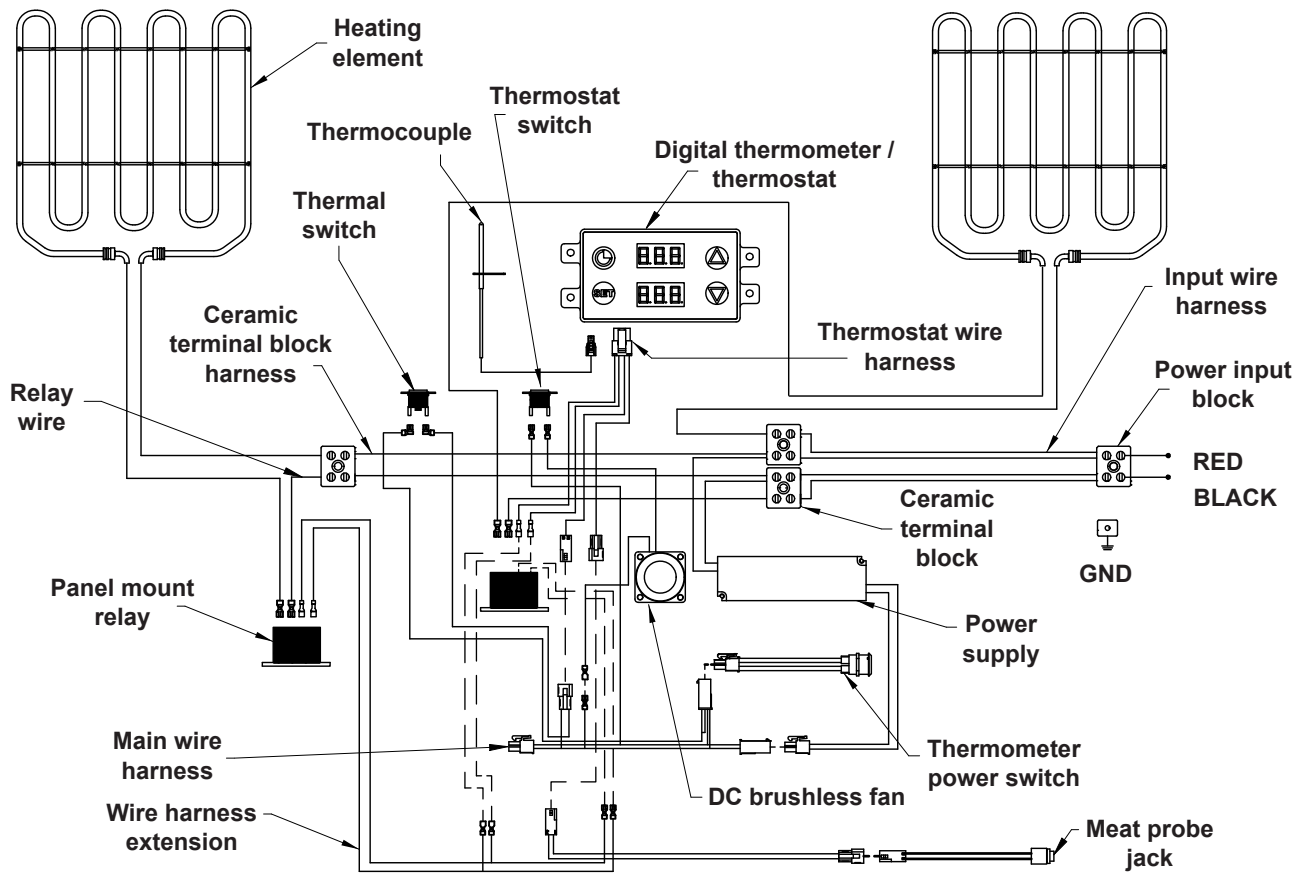 Heating
element
Thermostat
switch
Thermocouple
Digital thermometer /
thermostat
Thermal
switch
SET
Input wire
harness
Ceramic
terminal block
harness
Thermostat wire
harness
Power input
block
Relay
wire
RED
BLACK
Ceramic
terminal
block
GND
Panel mount
relay
Power
supply
Main wire
harness
Thermometer
power switch
DC brushless fan
Wire harness
extension
Meat probe
jack